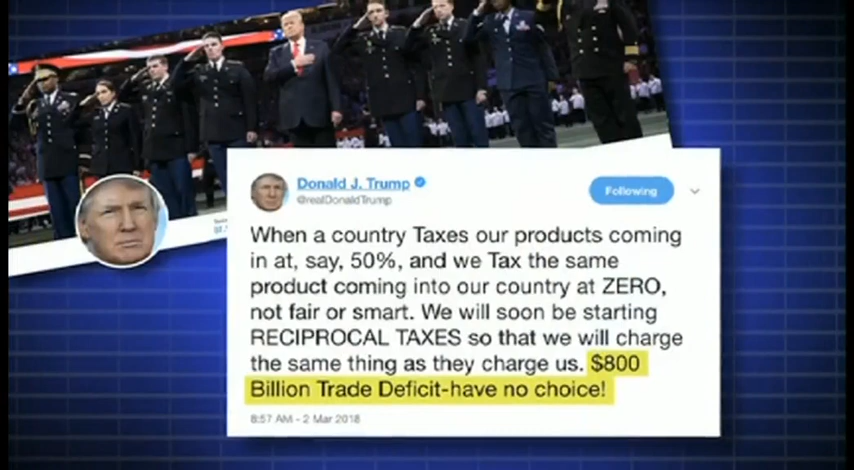 Donald J. Trump
@realDonaldTrump
Following
When a country Taxes our products coming
in at, say, 50%, and we Tax the same
product coming into our country at ZERO,
not fair or smart. We will soon be starting
RECIPROCAL TAXES so that we will charge
the same thing as they charge us. $800
Billion Trade Deficit-have no choice!
8:57 AM - 2 Mar 2018